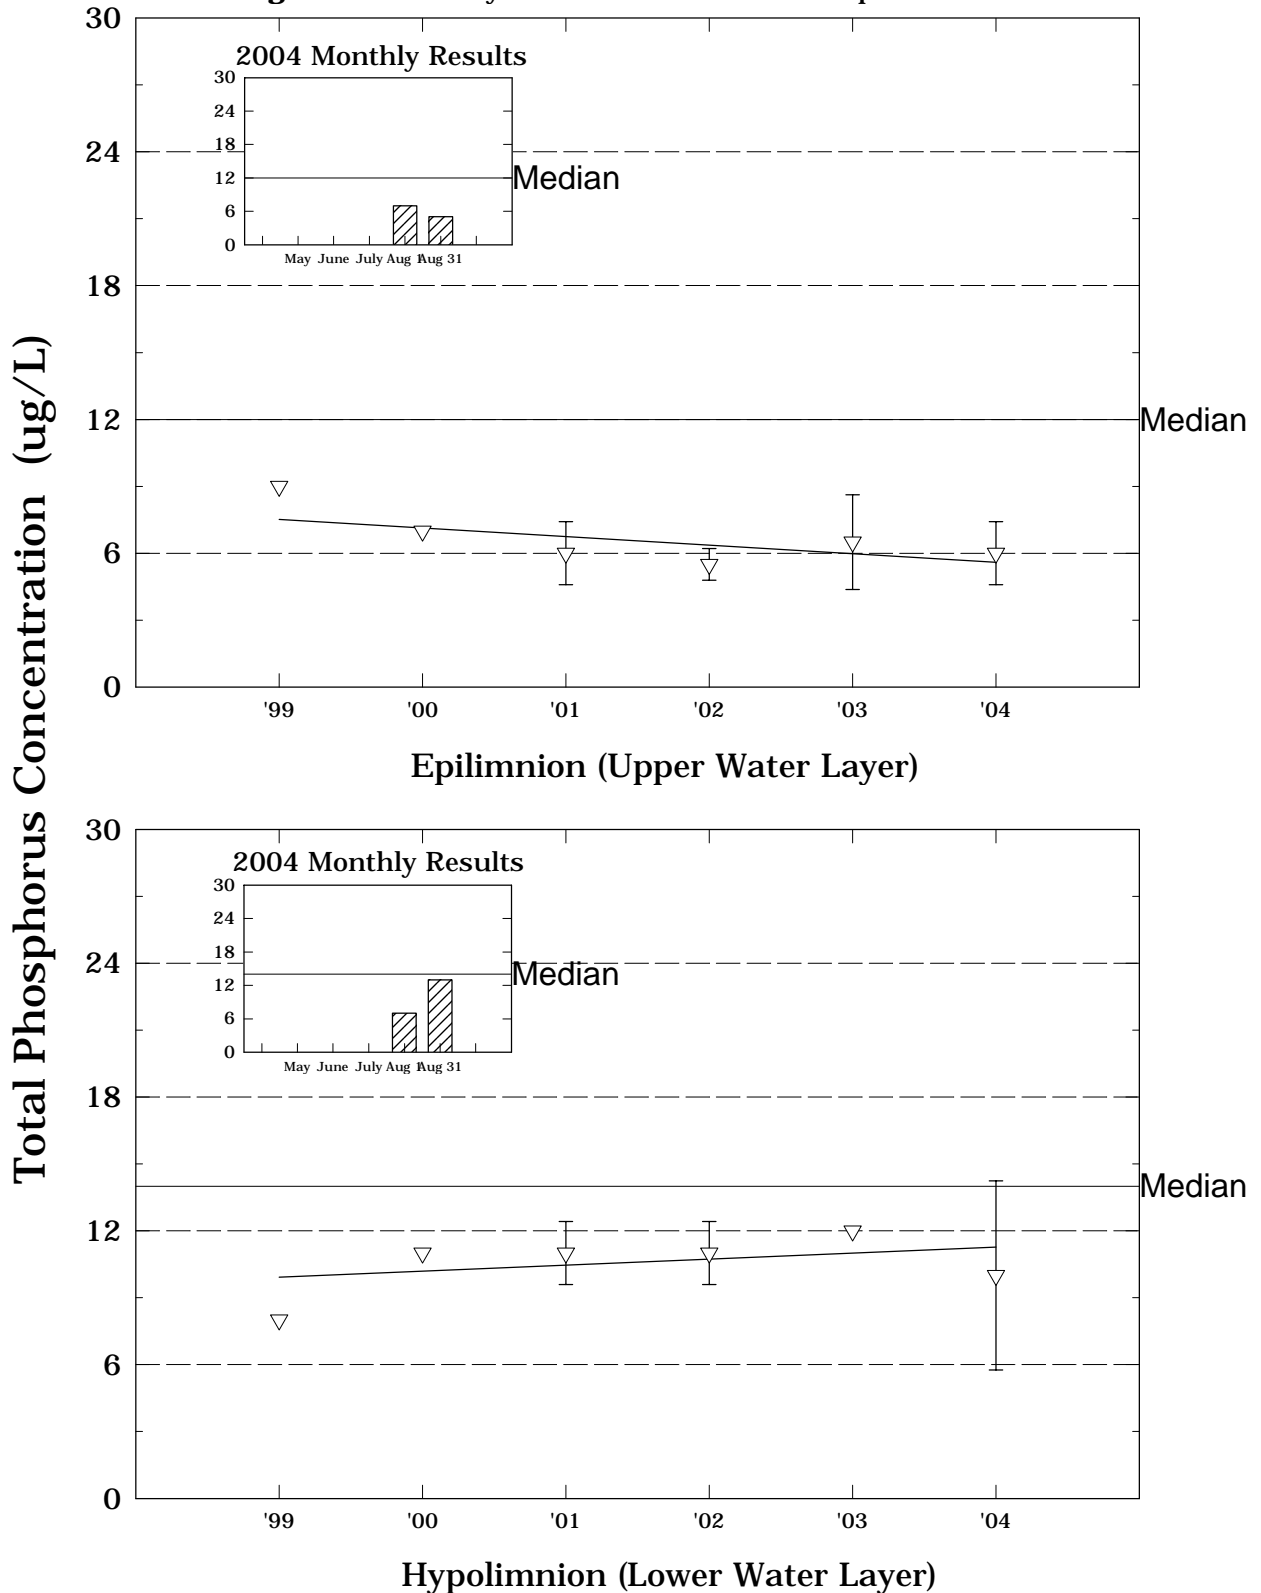 Total Phosphorus Concentration (ug/L)
30
24
18
12
6
0
2004 Monthly Results
30
24
18
12
6
0
Median
May June July Aug 1 Aug 31
Median
'99 '00 '01 '02 '03 '04
Epilimnion (Upper Water Layer)
30
24
18
12
6
0
2004 Monthly Results
30
24
18
12
6
0
Median
May June July Aug 1 Aug 31
Median
'99 '00 '01 '02 '03 '04
Hypolimnion (Lower Water Layer)